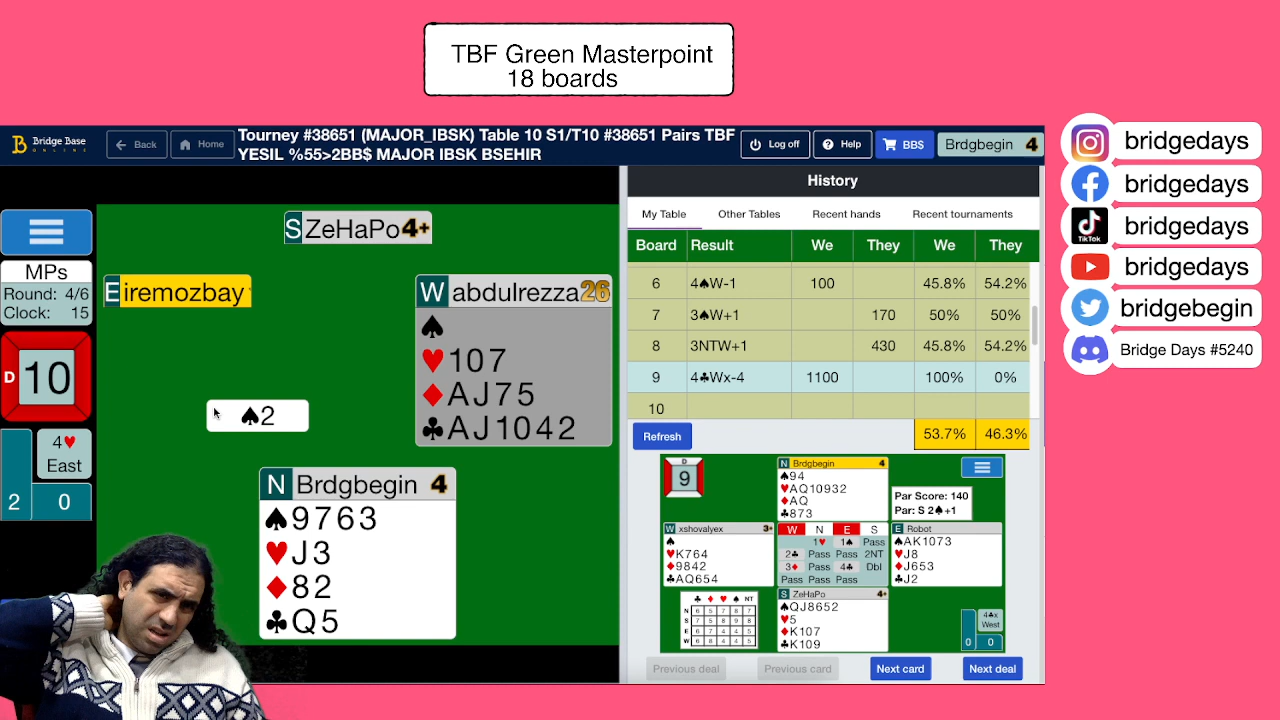 TBF Green Masterpoint
18 boards
Bridge Base
ONLINE
Back
Home
Tourney #38651 (MAJOR_IBSK) Table 10 S1/T10 #38651 Pairs TBF
YESIL %55>2BB$ MAJOR IBSK BSEHIR
Log off
Help
BB$
Brdgbegin 4
MPs
Round: 4/6
Clock: 15
D 10
4♥
East
2 0
S ZeHaPo 4+
E iremozbay
W abdulrezza 26
♠
♥ 107
♦ AJ75
♣ AJ1042
♠2
N Brdgbegin 4
♠ 9763
♥ J3
♦ 82
♣ Q5
History
My Table Other Tables Recent hands Recent tournaments
Board Result We They We They
6 4♠W-1 100 45.8% 54.2%
7 3♠W+1 170 50% 50%
8 3NTW+1 430 45.8% 54.2%
9 4♣Wx-4 1100 100% 0%
10
Refresh 53.7% 46.3%
D 9
N Brdgbegin 4
♠94
♥AQ10932
♦AQ
♣873
Par Score: 140
Par: S 2♠+1
W xshovalyex 3+
♠
♥K764
♦9842
♣AQ654
W N E S
1♥ 1♠ Pass
2♣ Pass Pass 2NT
3♦ Pass 4♣ Dbl
Pass Pass Pass
E Robot
♠AK1073
♥J8
♦J653
♣J2
S ZeHaPo 4+
♠QJ8652
♥5
♦K107
♣K109
♣ ♦ ♥ ♠ NT
N
S
E
W
4♣x
West
0 0
Previous deal Previous card Next card Next deal
bridgedays
bridgedays
TikTok
bridgedays
bridgedays
bridgebegin
Bridge Days #5240